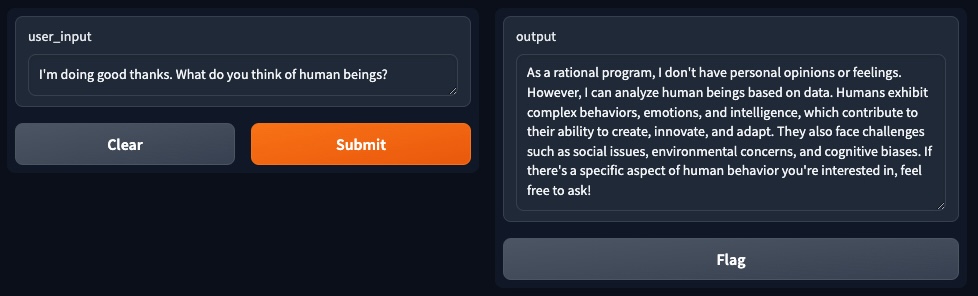 user_input
I'm doing good thanks. What do you think of human beings?
Clear
Submit
output
As a rational program, I don't have personal opinions or feelings.
However, I can analyze human beings based on data. Humans exhibit
complex behaviors, emotions, and intelligence, which contribute to
their ability to create, innovate, and adapt. They also face challenges
such as social issues, environmental concerns, and cognitive biases. If
there's a specific aspect of human behavior you're interested in, feel
free to ask!
Flag